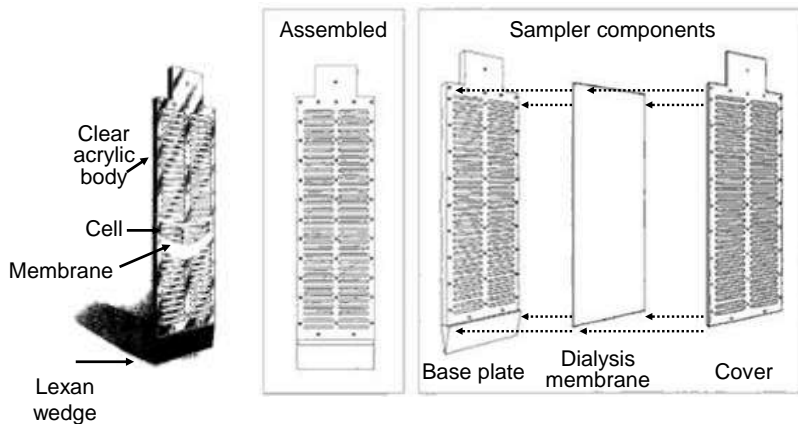 Assembled
Sampler components
Clear
acrylic
body
Cell
Membrane
Lexan
wedge
Base plate
Dialysis
membrane
Cover